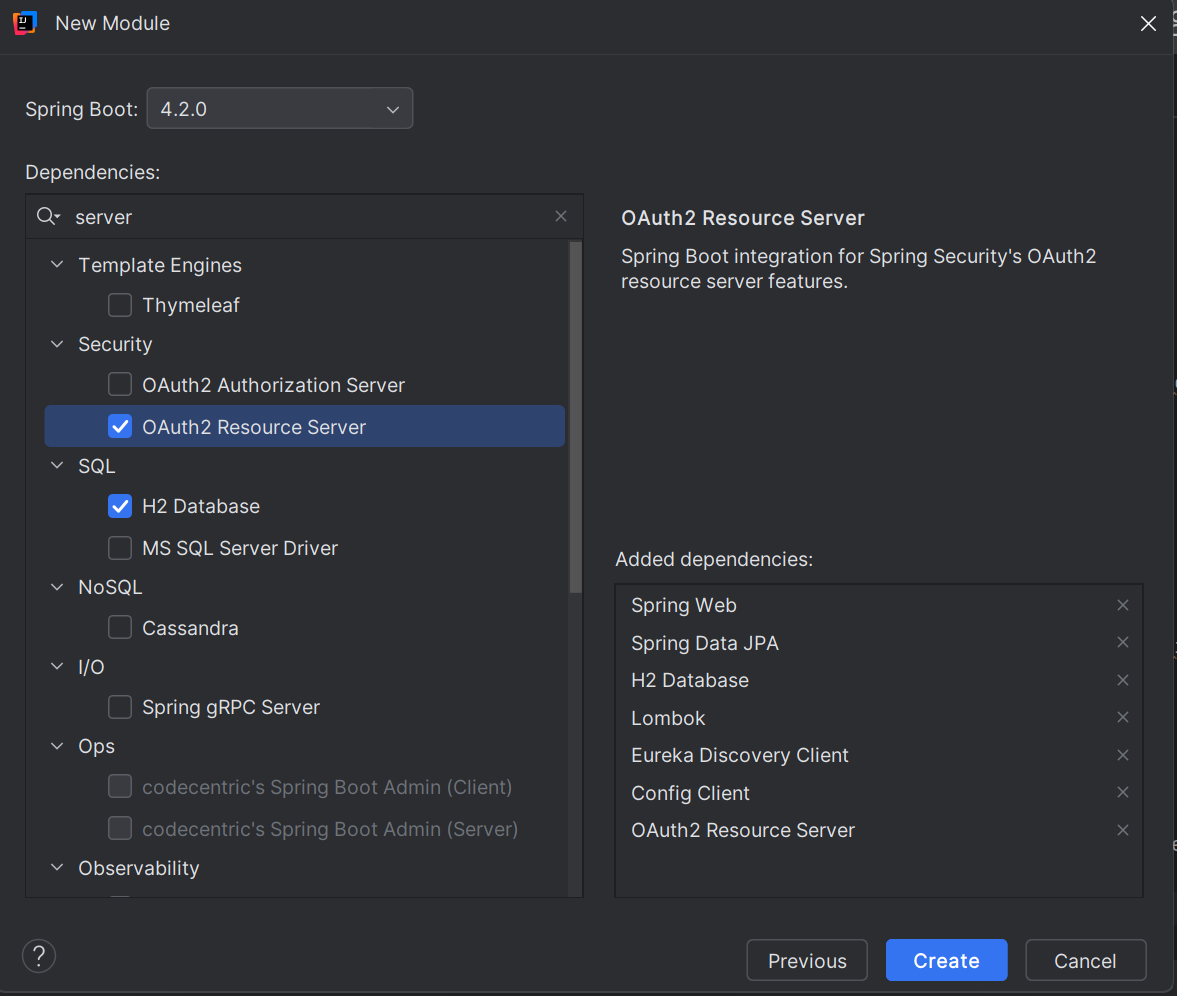 New Module
Spring Boot: 4.2.0
Dependencies:
server
Template Engines
Thymeleaf
Security
OAuth2 Authorization Server
OAuth2 Resource Server
SQL
H2 Database
MS SQL Server Driver
NoSQL
Cassandra
I/O
Spring gRPC Server
Ops
codecentric's Spring Boot Admin (Client)
codecentric's Spring Boot Admin (Server)
Observability
OAuth2 Resource Server
Spring Boot integration for Spring Security's OAuth2
resource server features.
Added dependencies:
Spring Web
Spring Data JPA
H2 Database
Lombok
Eureka Discovery Client
Config Client
OAuth2 Resource Server
?
Previous
Create
Cancel